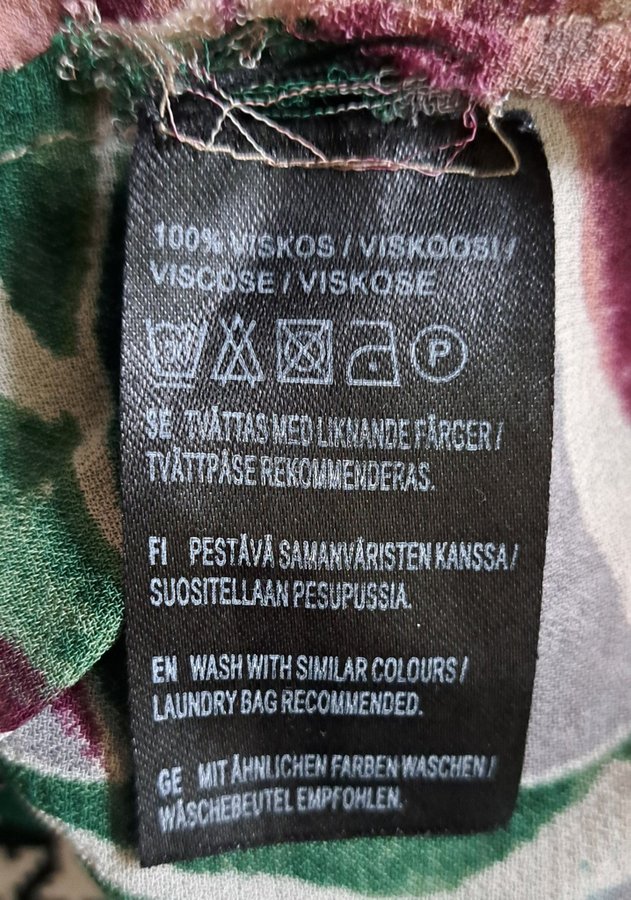 100% VISKOS / VISKOOSI /
VISCOSE / VISKOSE
P
SE TVÄTTAS MED LIKNANDE FÄRGER /
TVÄTTPÅSE REKOMMENDERAS.
FI PESTÄVÄ SAMANVÄRISTEN KANSSA /
SUOSITELLAAN PESUPUSSIA.
EN WASH WITH SIMILAR COLOURS /
LAUNDRY BAG RECOMMENDED.
GE MIT ÄHNLICHEN FARBEN WASCHEN /
WÄSCHEBEUTEL EMPFOHLEN.